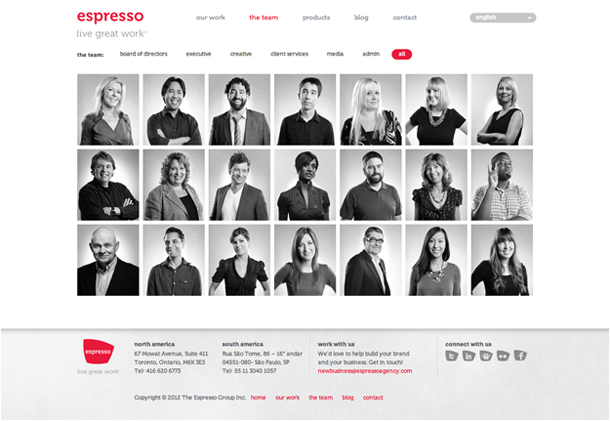 espresso
live great work™
our work the team products blog contact
english
the team: board of directors executive creative client services media admin all
north america
67 Mowat Avenue, Suite 411
Toronto, Ontario, M6K 3E3
Tel: 416 620 6773
south america
Rua São Tome, 86 – 16º andar
04551-080- São Paulo, SP
Tel: 55 11 3040 1057
work with us
We'd love to help build your brand
and your business. Get in touch!
newbusiness@espressoagency.com
connect with us
espresso
live great work™
Copyright © 2012 The Espresso Group Inc. home our work the team blog contact